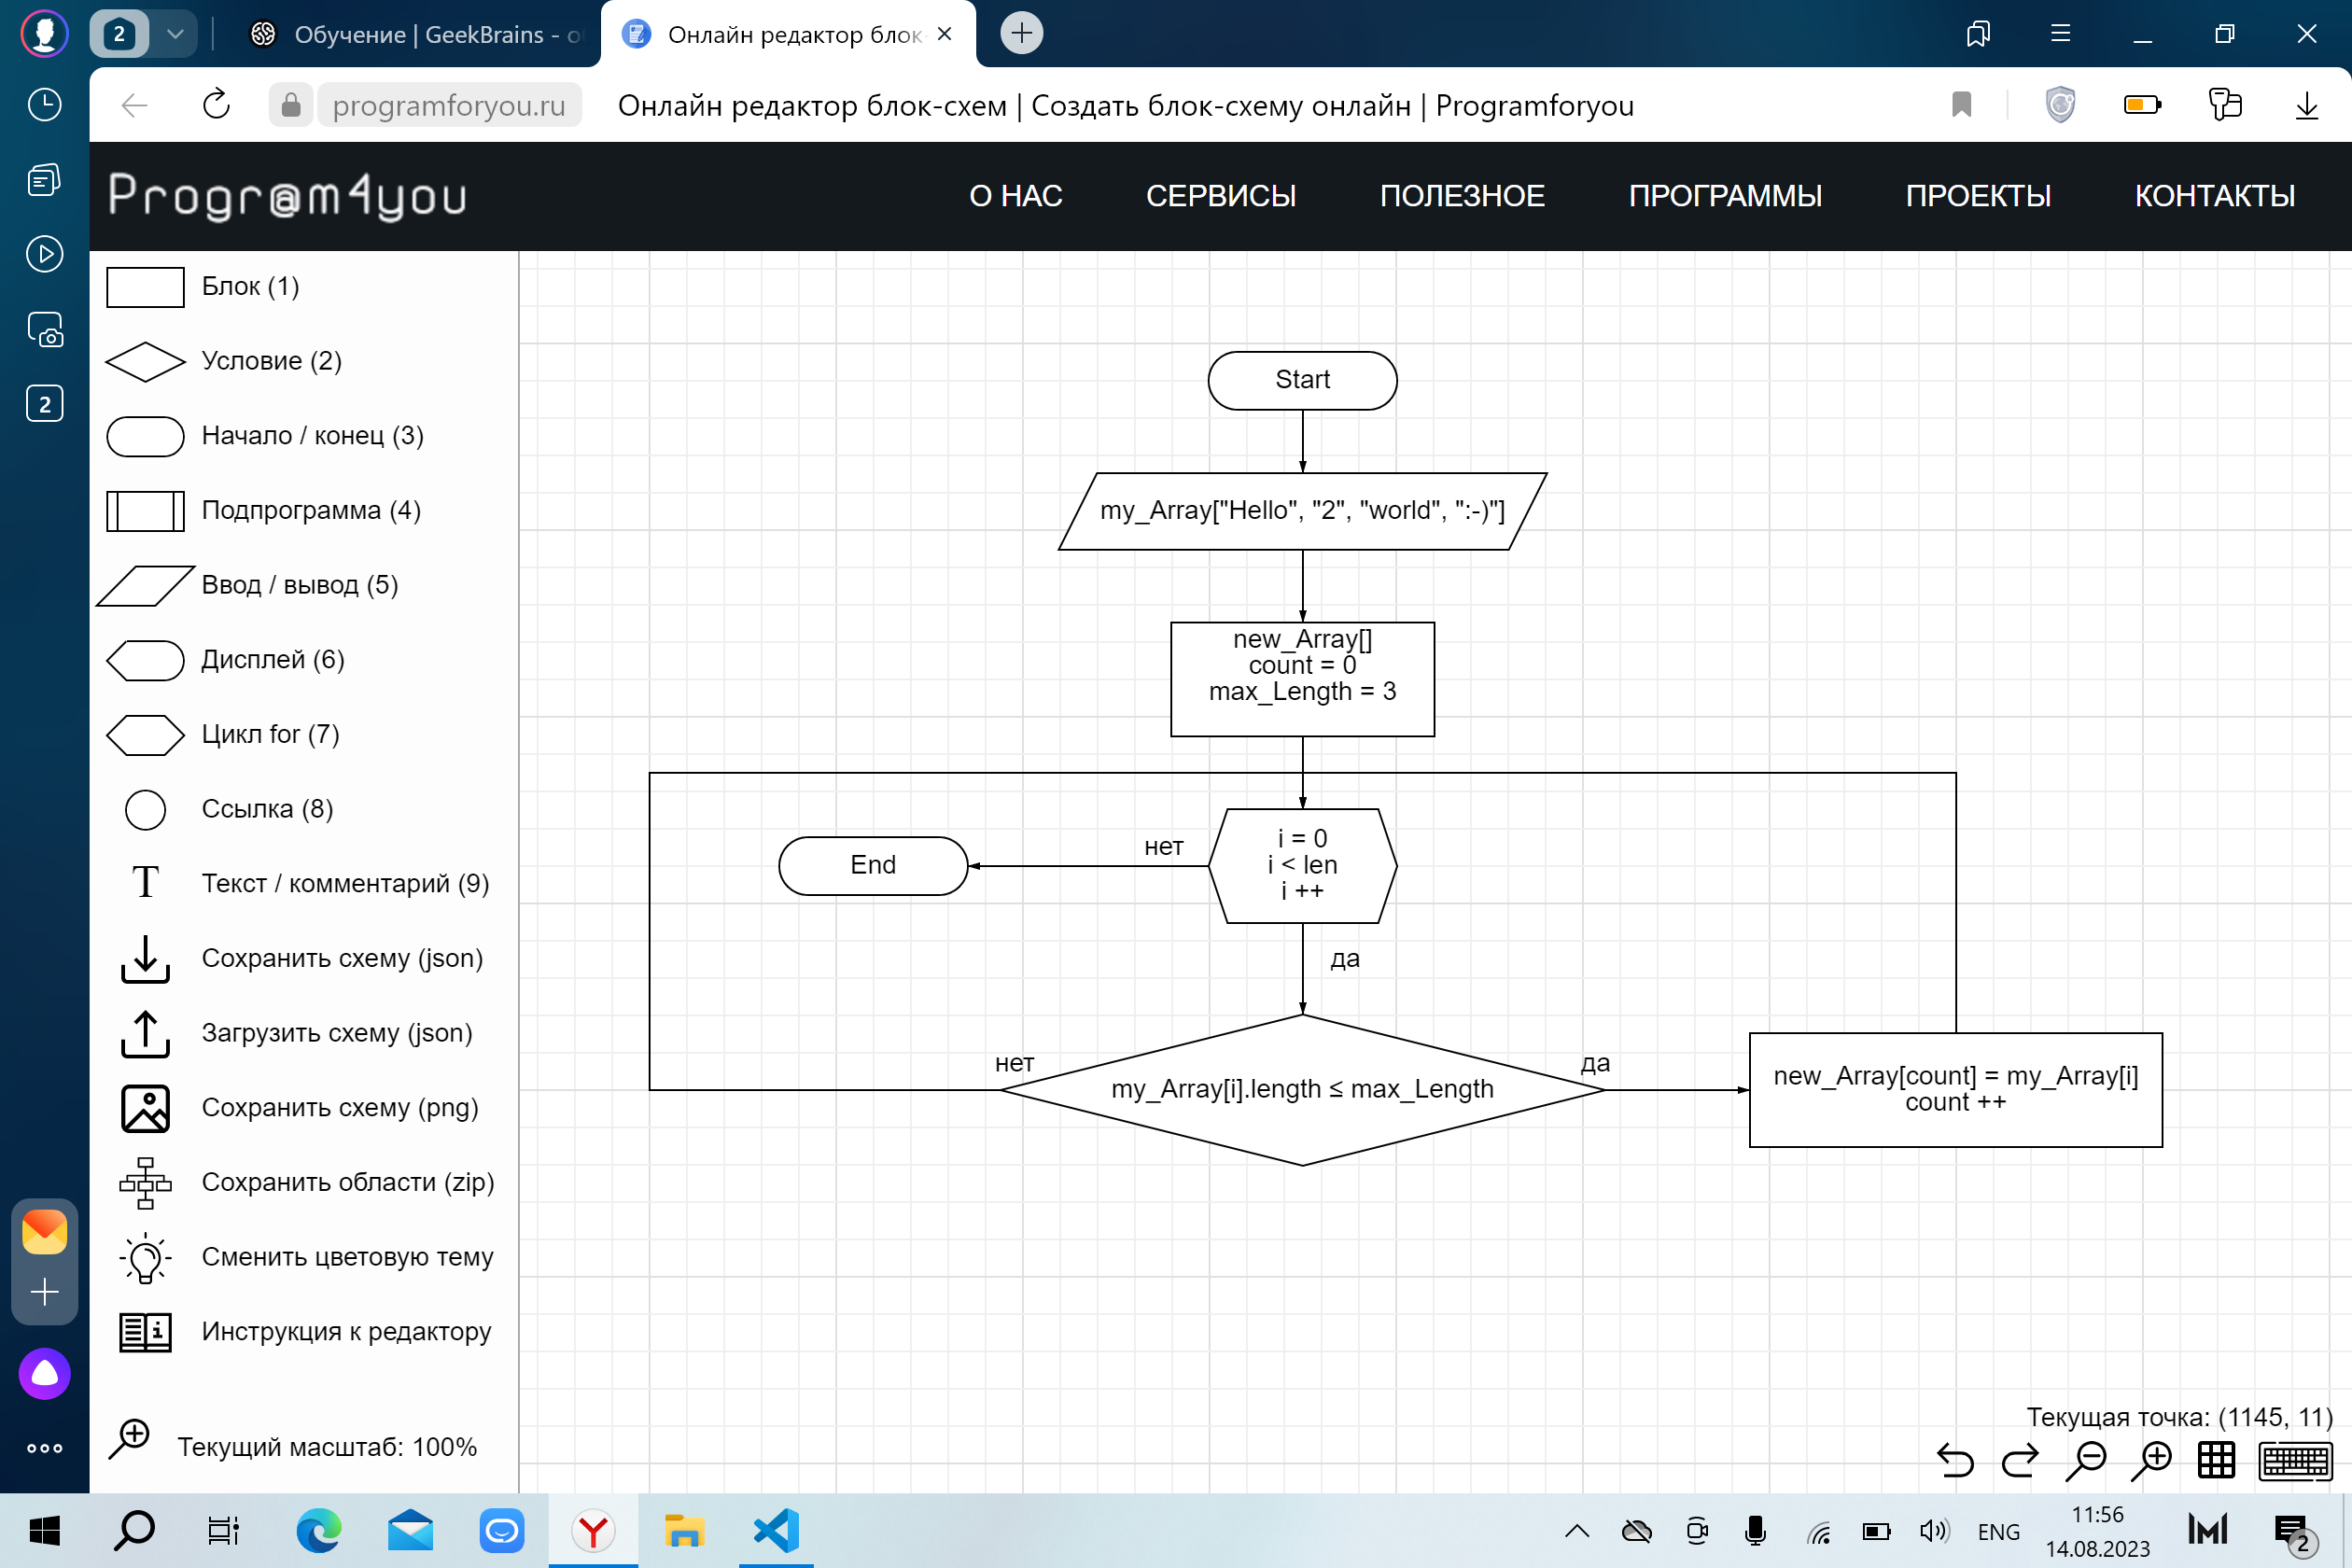 2
Обучение | GeekBrains - о
Онлайн редактор блок
programforyou.ru
Онлайн редактор блок-схем | Создать блок-схему онлайн | Programforyou
Progr@m4you
О НАС
СЕРВИСЫ
ПОЛЕЗНОЕ
ПРОГРАММЫ
ПРОЕКТЫ
КОНТАКТЫ
2
Блок (1)
Условие (2)
Начало / конец (3)
Подпрограмма (4)
Ввод / вывод (5)
Дисплей (6)
Цикл for (7)
Ссылка (8)
T
Текст / комментарий (9)
Сохранить схему (json)
Загрузить схему (json)
Сохранить схему (png)
Сохранить области (zip)
Сменить цветовую тему
Инструкция к редактору
Текущий масштаб: 100%
Start
my_Array["Hello", "2", "world", ":-)"]
new_Array[]
count = 0
max_Length = 3
i = 0
i < len
i ++
нет
End
да
my_Array[i].length ≤ max_Length
нет
да
new_Array[count] = my_Array[i]
count ++
Текущая точка: (1145, 11)
ENG
11:56
14.08.2023
2